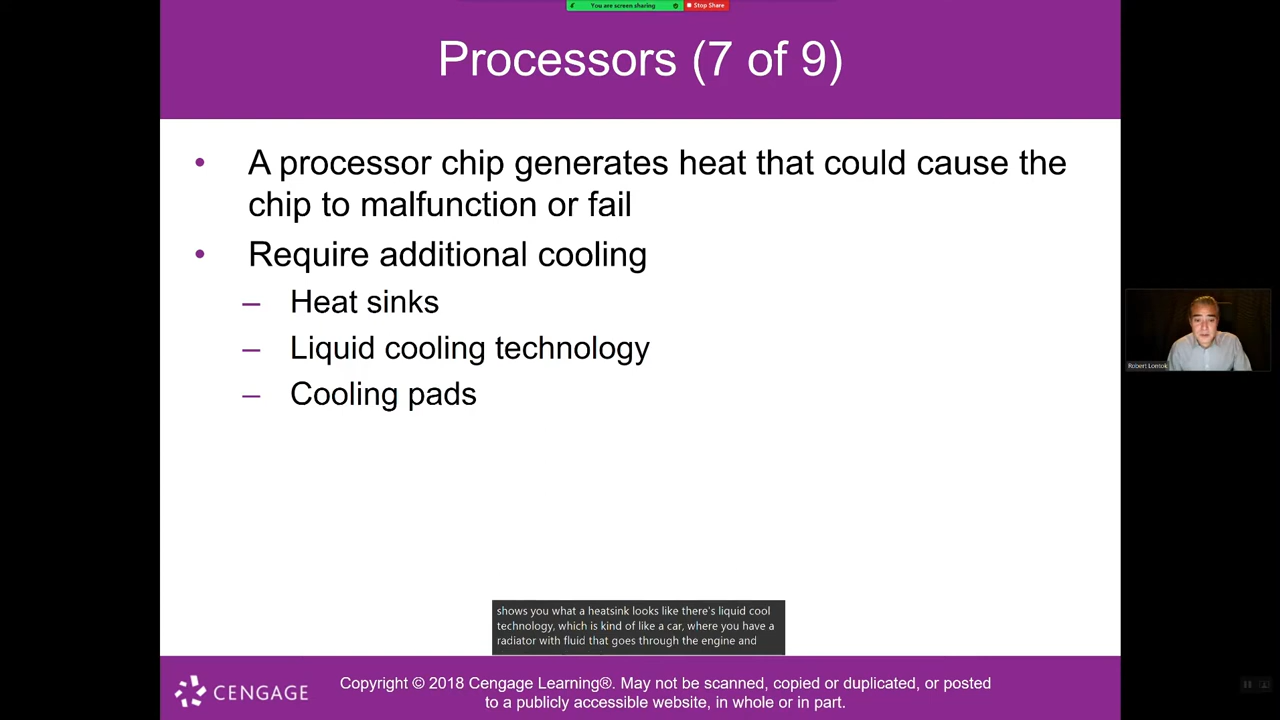 You are screen sharing
Stop Share
Processors (7 of 9)
• A processor chip generates heat that could cause the
chip to malfunction or fail
• Require additional cooling
– Heat sinks
– Liquid cooling technology
– Cooling pads
Robert Lontok
shows you what a heatsink looks like there's liquid cool
technology, which is kind of like a car, where you have a
radiator with fluid that goes through the engine and
CENGAGE
Copyright © 2018 Cengage Learning®. May not be scanned, copied or duplicated, or posted
to a publicly accessible website, in whole or in part.